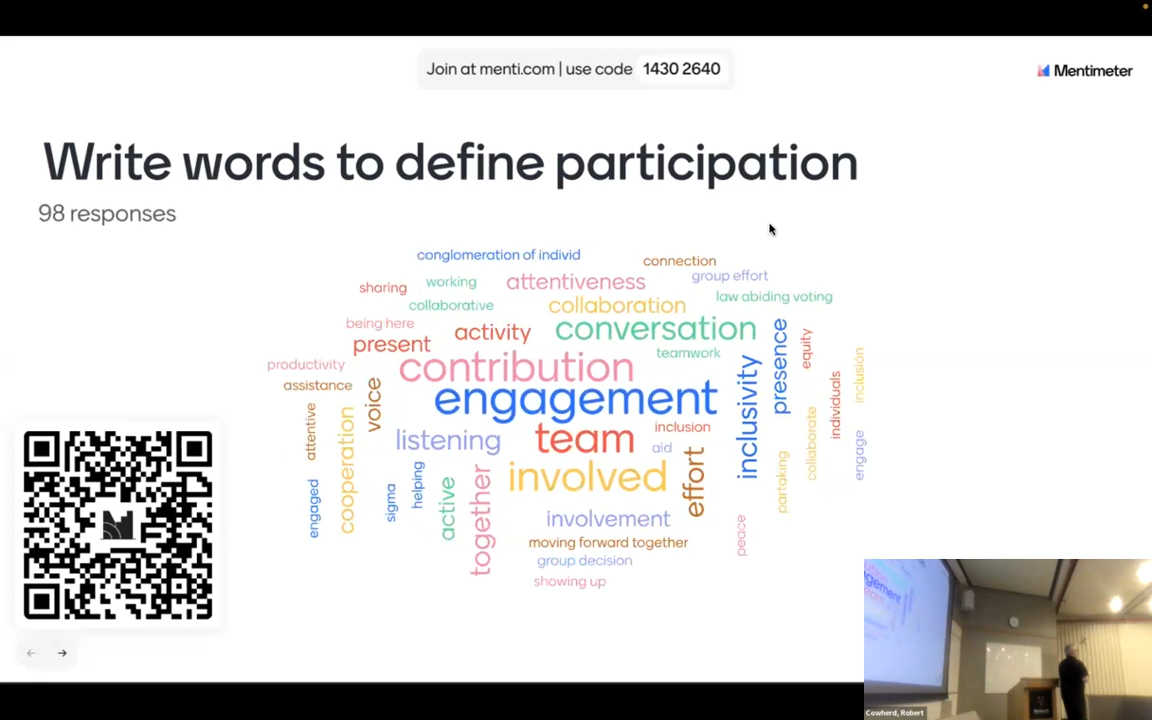 Join at menti.com | use code 1430 2640
Mentimeter
Write words to define participation
98 responses
conglomeration of individ
connection
sharing
working
attentiveness
group effort
collaborative
collaboration
law abiding voting
being here
activity
conversation
present
teamwork
presence
equity
productivity
contribution
assistance
voice
engagement
inclusivity
individuals
inclusion
attentive
cooperation
listening
team
inclusion
aid
effort
collaborate
engage
engaged
sigma
helping
active
together
involved
partaking
involvement
peace
moving forward together
group decision
showing up
Cowherd, Robert